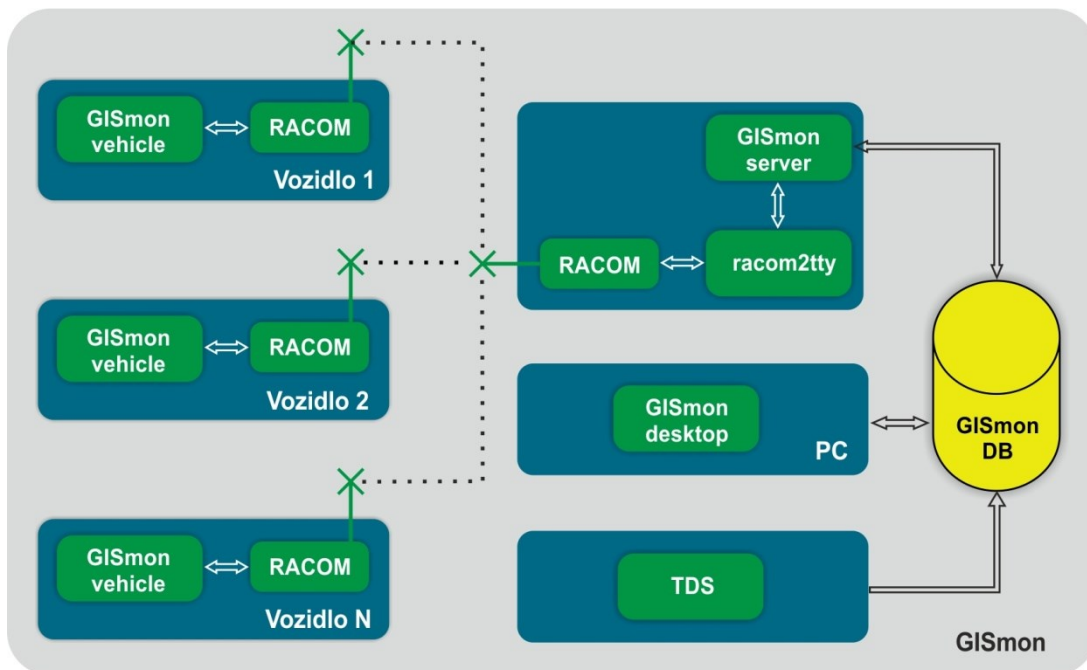 GISmon
vehicle
RACOM
Vozidlo 1
GISmon
vehicle
RACOM
Vozidlo 2
GISmon
vehicle
RACOM
Vozidlo N
GISmon
server
RACOM
racom2tty
GISmon
desktop
PC
TDS
GISmon
DB
GISmon